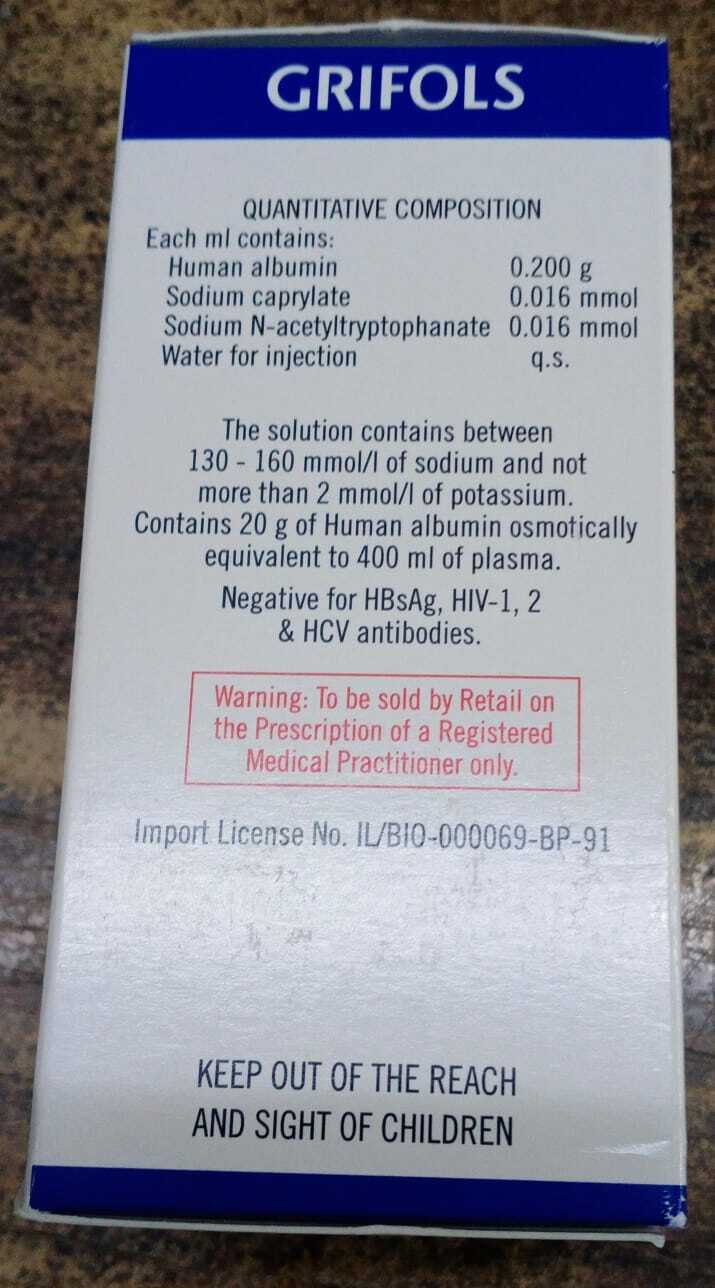 GRIFOLS
QUANTITATIVE COMPOSITION
Each ml contains:
Human albumin 0.200 g
Sodium caprylate 0.016 mmol
Sodium N-acetyltryptophanate 0.016 mmol
Water for injection q.s.
The solution contains between
130 - 160 mmol/l of sodium and not
more than 2 mmol/l of potassium.
Contains 20 g of Human albumin osmotically
equivalent to 400 ml of plasma.
Negative for HBsAg, HIV-1, 2
& HCV antibodies.
Warning: To be sold by Retail on
the Prescription of a Registered
Medical Practitioner only.
Import License No. IL/BIO-000069-BP-91
KEEP OUT OF THE REACH
AND SIGHT OF CHILDREN